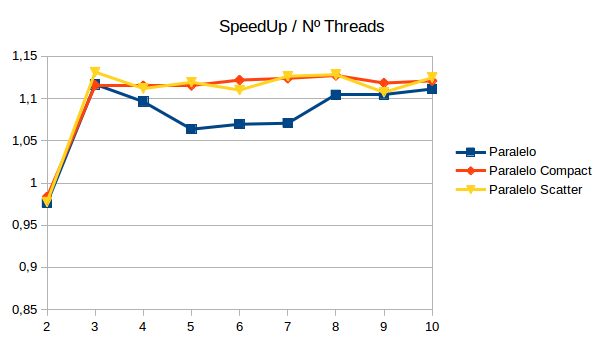 SpeedUp / Nº Threads
1,15
1,1
1,05
1
0,95
0,9
0,85
2 3 4 5 6 7 8 9 10
Paralelo
Paralelo Compact
Paralelo Scatter